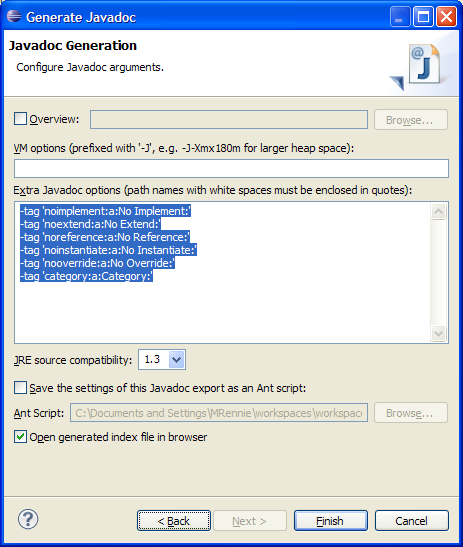 Generate Javadoc
Javadoc Generation
Configure Javadoc arguments.
@
J
Overview:
Browse...
VM options (prefixed with '-J', e.g. -J-Xmx180m for larger heap space):
Extra Javadoc options (path names with white spaces must be enclosed in quotes):
-tag 'noimplement:a:No Implement:'
-tag 'noextend:a:No Extend:'
-tag 'noreference:a:No Reference:'
-tag 'noinstantiate:a:No Instantiate:'
-tag 'nooverride:a:No Override:'
-tag 'category:a:Category:'
JRE source compatibility: 1.3
Save the settings of this Javadoc export as an Ant script:
Ant Script: C:\Documents and Settings\MRennie\workspaces\workspace Browse...
Open generated index file in browser
? < Back Next > Finish Cancel